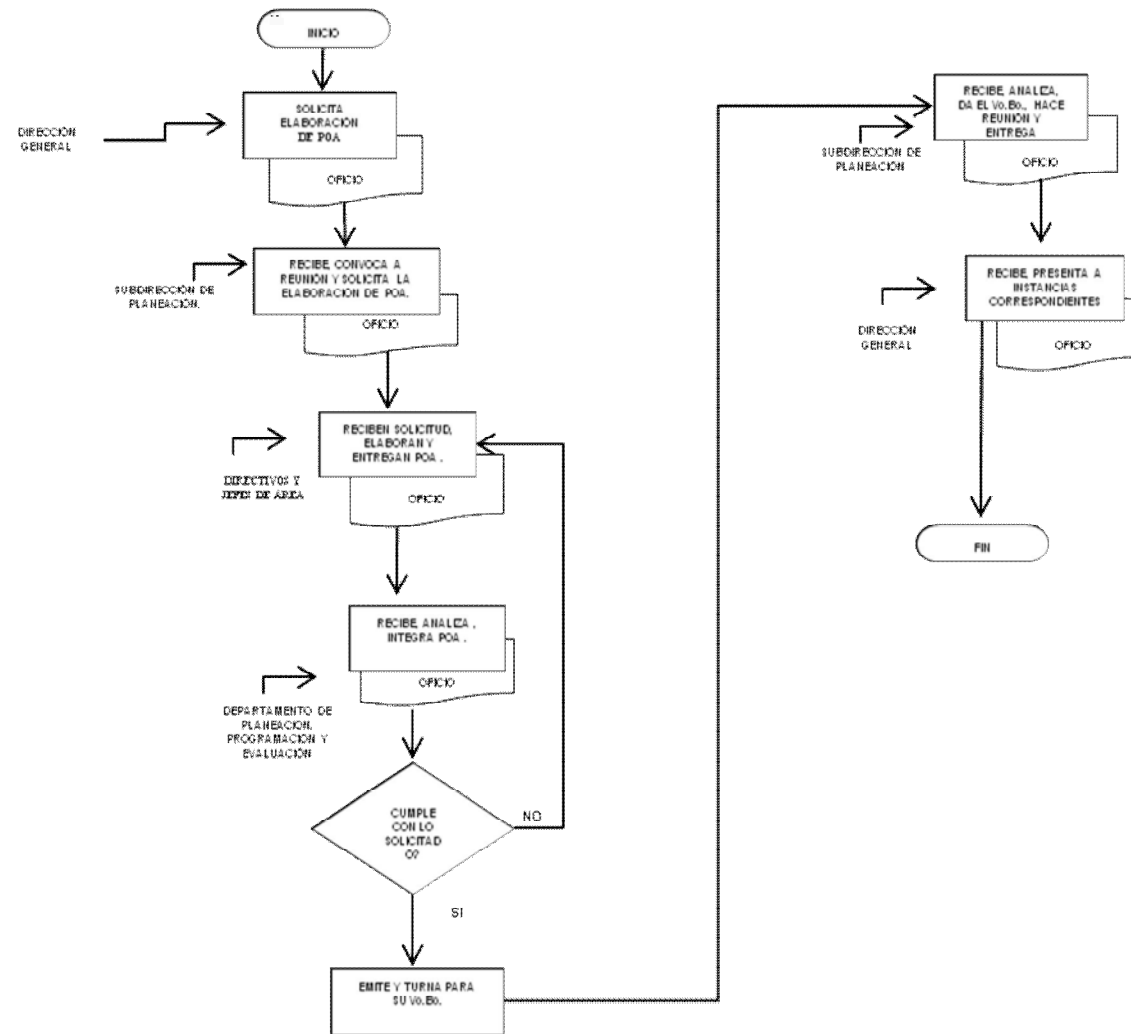 INICIO
SOLICITA
ELABORACIÓN
DE POA
DIRECCIÓN
GENERAL
OFICIO
RECIBE, CONVOCA A
REUNIÓN Y SOLICITA LA
ELABORACION DE POA.
SUBDIRECCIÓN DE
PLANEACIÓN.
OFICIO
RECIBEN SOLICITUD,
ELABORAN Y
ENTREGAN POA .
DIRECTIVOS Y
JEFES DE ÁREA
OFICIO
RECIBE, ANALIZA ,
INTEGRA POA .
OFICIO
DEPARTAMENTO DE
PLANEACION,
PROGRAMACION Y
EVALUACIÓN
CUMPLE
CON LO
SOLICITAD
O?
NO
SI
EMITE Y TURNA PARA
SU Vo.Bo.
RECIBE, ANALIZA,
DA EL Vo.Bo., HACE
REUNIÓN Y
ENTREGA
SUBDIRECCIÓN DE
PLANEACIÓN
OFICIO
RECIBE, PRESENTA A
INSTANCIAS
CORRESPONDIENTES
DIRECCIÓN
GENERAL
OFICIO
FIN